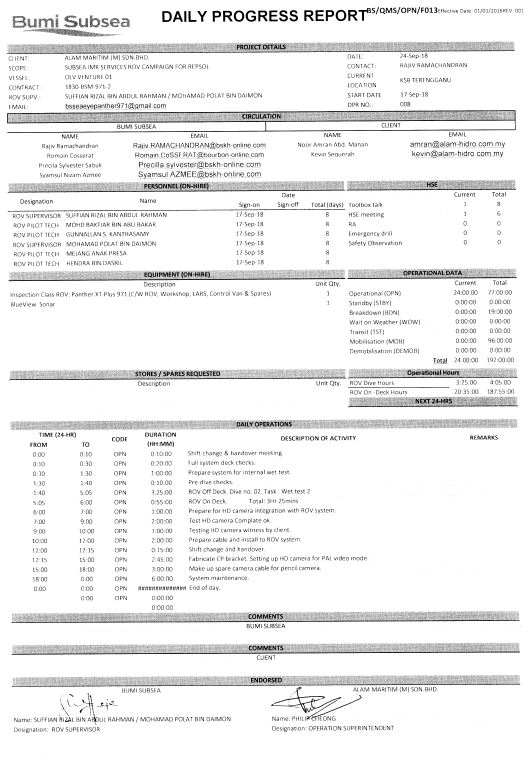 Bumi Subsea
DAILY PROGRESS REPORT BS/QMS/OPN/F013 Effective Date: 01/01/2016 REV: 001
PROJECT DETAILS
CLIENT: ALAM MARITIM (M) SDN.BHD. DATE: 24-Sep-18
SCOPE: SUBSEA IMR SERVICES ROV CAMPAIGN FOR REPSOL CONTACT: RAJIV RAMACHANDRAN
VESSEL: DLV VENTURE 01 CURRENT LOCATION KSB TERENGGANU
CONTRACT: 1830-BSM-971-2
ROV SUPV.: SUFFIAN RIZAL BIN ABDUL RAHMAN / MOHAMAD POLAT BIN DAIMON START DATE 17-Sep-18
EMAIL: bsseaeyepanther971@gmail.com DPR NO.: 008
CIRCULATION
BUMI SUBSEA CLIENT
NAME EMAIL NAME EMAIL
Rajiv Ramachandran Rajiv.RAMACHANDRAN@bskh-online.com Noor Amran Abd. Manan amran@alam-hidro.com.my
Romain Cosserat Romain.CosSERAT@bourbon-online.com Kevin Sequerah kevin@alam-hidro.com.my
Precilla Sylvester Sabuk Precilla.sylvester@bskh-online.com
Syamsul Nizam Azmee Syamsul.AZMEE@bskh-online.com
PERSONNEL (ON-HIRE) HSE
Designation Name Date Current Total
Sign-on Sign-off Total (days)
ROV SUPERVISOR SUFFIAN RIZAL BIN ABDUL RAHMAN 17-Sep-18 8 Toolbox talk 1 8
ROV PILOT TECH MOHD BAKTIAR BIN ABU BAKAR 17-Sep-18 8 HSE meeting 1 6
ROV PILOT TECH GUNNALLAN S. KANTHASAMY 17-Sep-18 8 RA 0 0
ROV SUPERVISOR MOHAMAD POLAT BIN DAIMON 17-Sep-18 8 Emergency drill 0 0
ROV PILOT TECH MEJANG ANAK PRESA 17-Sep-18 8 Safety Observation 0 0
ROV PILOT TECH HENDRA BIN DASKIL 17-Sep-18 8
EQUIPMENT (ON-HIRE) OPERATIONAL DATA
Description Unit Qty. Current Total
Inspection Class ROV: Panther XT-Plus 971 (C/W ROV, Workshop, LARS, Control Van & Spares) 1 Operational (OPN) 24:00:00 77:00:00
BlueView Sonar 1 Standby (STBY) 0:00:00 0:00:00
Breakdown (BDN) 0:00:00 19:00:00
Wait on Weather (WOW) 0:00:00 0:00:00
Transit (TST) 0:00:00 0:00:00
Mobilisation (MOB) 0:00:00 96:00:00
Demobilisation (DEMOB) 0:00:00 0:00:00
Total 24:00:00 192:00:00
STORES / SPARES REQUESTED Operational Hours
Description Unit Qty. ROV Dive Hours 3:25:00 4:05:00
ROV On -Deck Hours 20:35:00 187:55:00
NEXT 24-HRS
DAILY OPERATIONS
TIME (24-HR) CODE DURATION (HH:MM) DESCRIPTION OF ACTIVITY REMARKS
FROM TO
0:00 0:10 OPN 0:10:00 Shift change & handover meeting.
0:10 0:30 OPN 0:20:00 Full system deck checks.
0:30 1:30 OPN 1:00:00 Prepare system for internal wet test.
1:30 1:40 OPN 0:10:00 Pre-dive checks.
1:40 5:05 OPN 3:25:00 ROV Off Deck. Dive no: 02. Task : Wet test 2
5:05 6:00 OPN 0:55:00 ROV On Deck. Total: 3Hr 25mins
6:00 7:00 OPN 1:00:00 Prepare for HD camera integration with ROV system.
7:00 9:00 OPN 2:00:00 Test HD camera Complate ok.
9:00 10:00 OPN 1:00:00 Testing HD camera witness by client.
10:00 12:00 OPN 2:00:00 Prepare cable and install to ROV system.
12:00 12:15 OPN 0:15:00 Shift change and handover.
12:15 15:00 OPN 2:45:00 Fabricate CP bracket. Setting up HD camera for PAL video mode
15:00 18:00 OPN 3:00:00 Make up spare camera cable for pencil camera.
18:00 0:00 OPN 6:00:00 System maintenance.
0:00 0:00 OPN ############## End of day.
0:00 OPN 0:00:00
0:00:00
COMMENTS
BUMI SUBSEA
COMMENTS
CLIENT
ENDORSED
BUMI SUBSEA ALAM MARITIM (M) SDN.BHD.
Name: SUFFIAN RIZAL BIN ABDUL RAHMAN / MOHAMAD POLAT BIN DAIMON Name: PHILIP CHEONG
Designation: ROV SUPERVISOR Designation: OPERATION SUPERINTENDENT